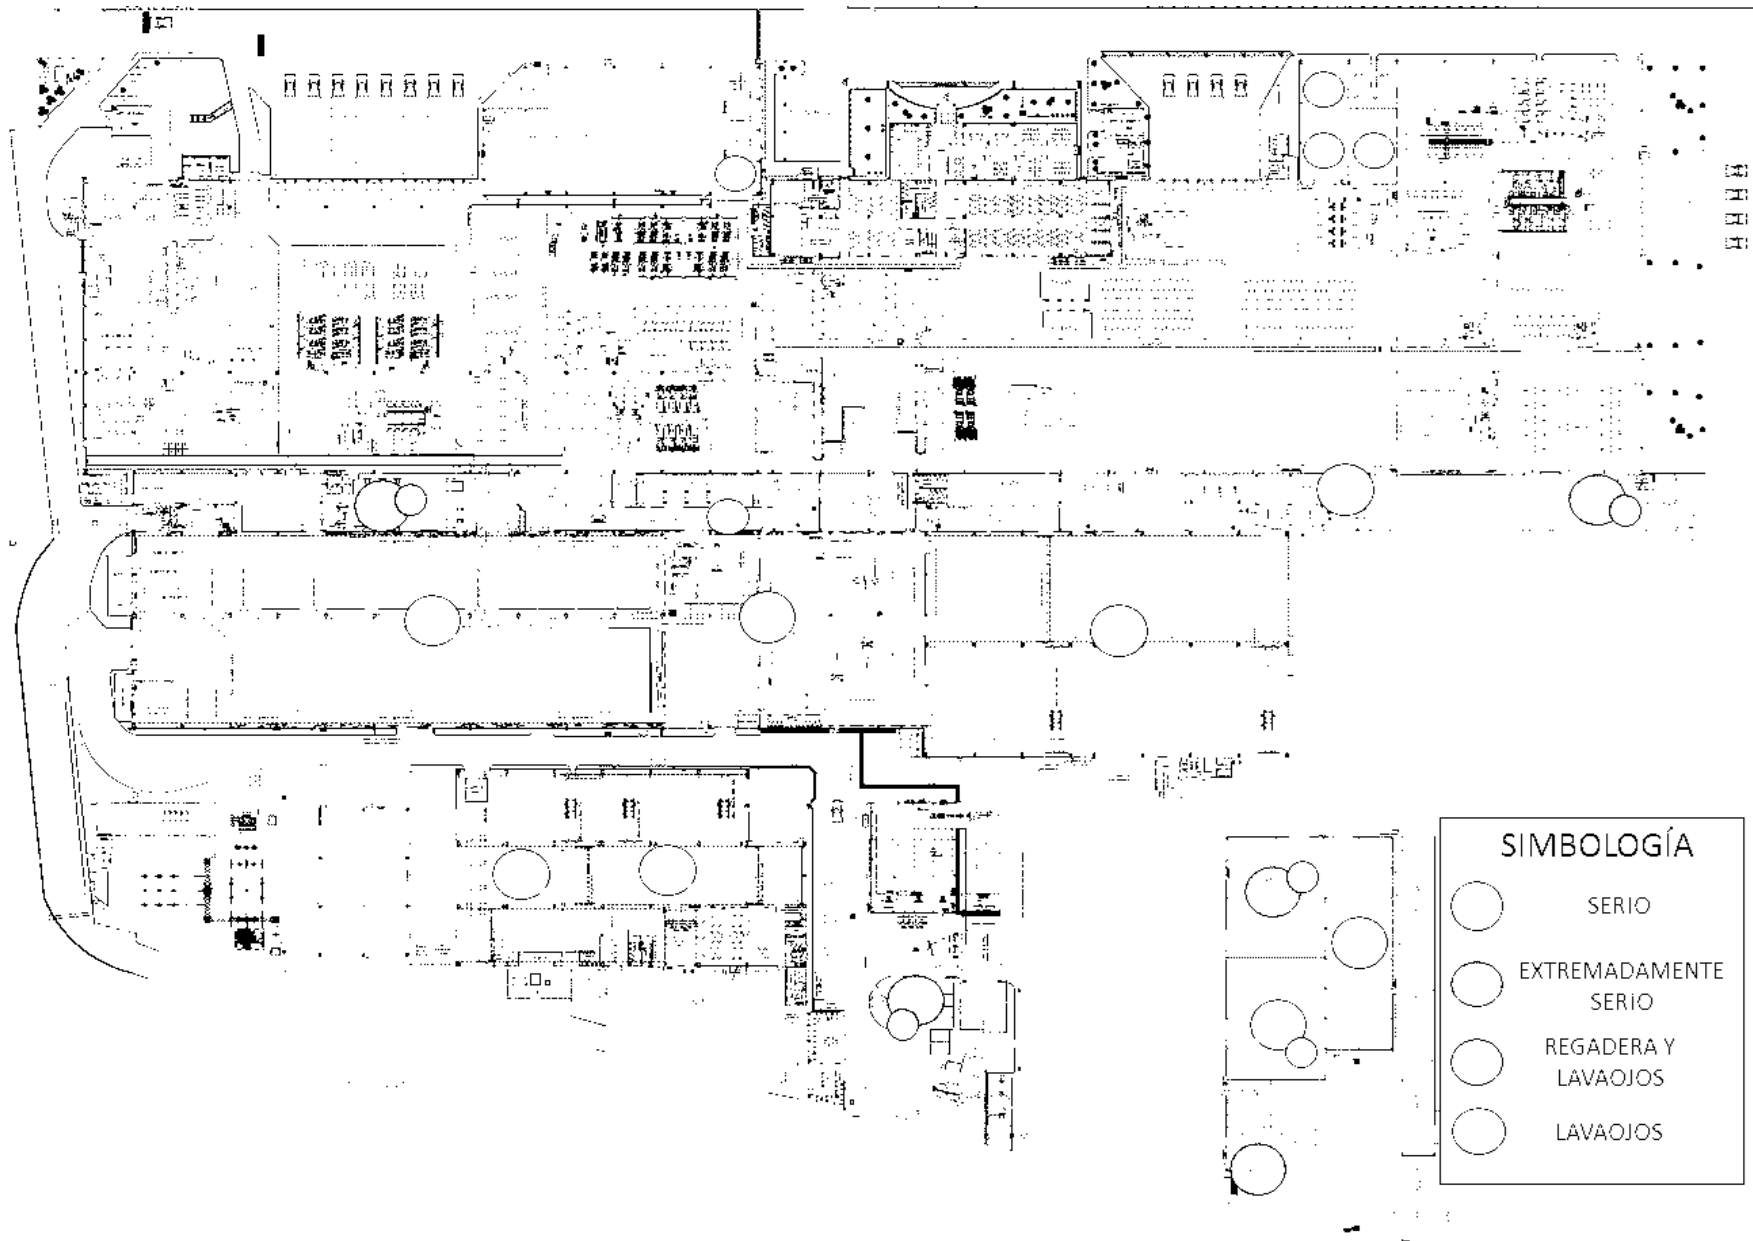 SIMBOLOGÍA
SERIO
EXTREMADAMENTE
SERIO
REGADERA Y
LAVAOJOS
LAVAOJOS